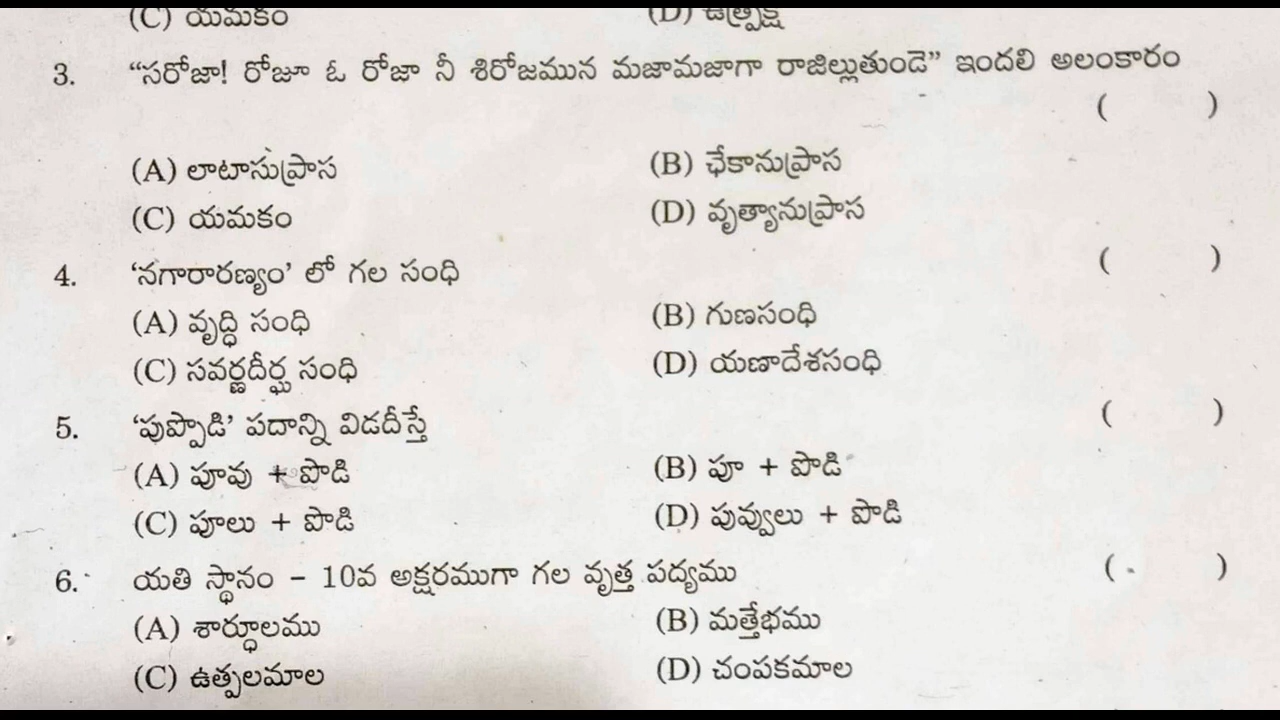 (C) యమకం (D) ఉత్ప్రేక్ష
3. “సరోజా! రోజూ ఓ రోజా నీ శిరోజమున మజామజాగా రాజిల్లుతుండె” ఇందలి అలంకారం
( )
(A) లాటానుప్రాస (B) ఛేకానుప్రాస
(C) యమకం (D) వృత్యానుప్రాస
4. ‘నగారారణ్యం’ లో గల సంధి ( )
(A) వృద్ధి సంధి (B) గుణసంధి
(C) సవర్ణదీర్ఘ సంధి (D) యణాదేశసంధి
5. ‘పుప్పొడి’ పదాన్ని విడదీస్తే ( )
(A) పూవు + పొడి (B) పూ + పొడి
(C) పూలు + పొడి (D) పువ్వులు + పొడి
6. యతి స్థానం – 10వ అక్షరముగా గల వృత్త పద్యము ( )
(A) శార్ధూలము (B) మత్తేభము
(C) ఉత్పలమాల (D) చంపకమాల